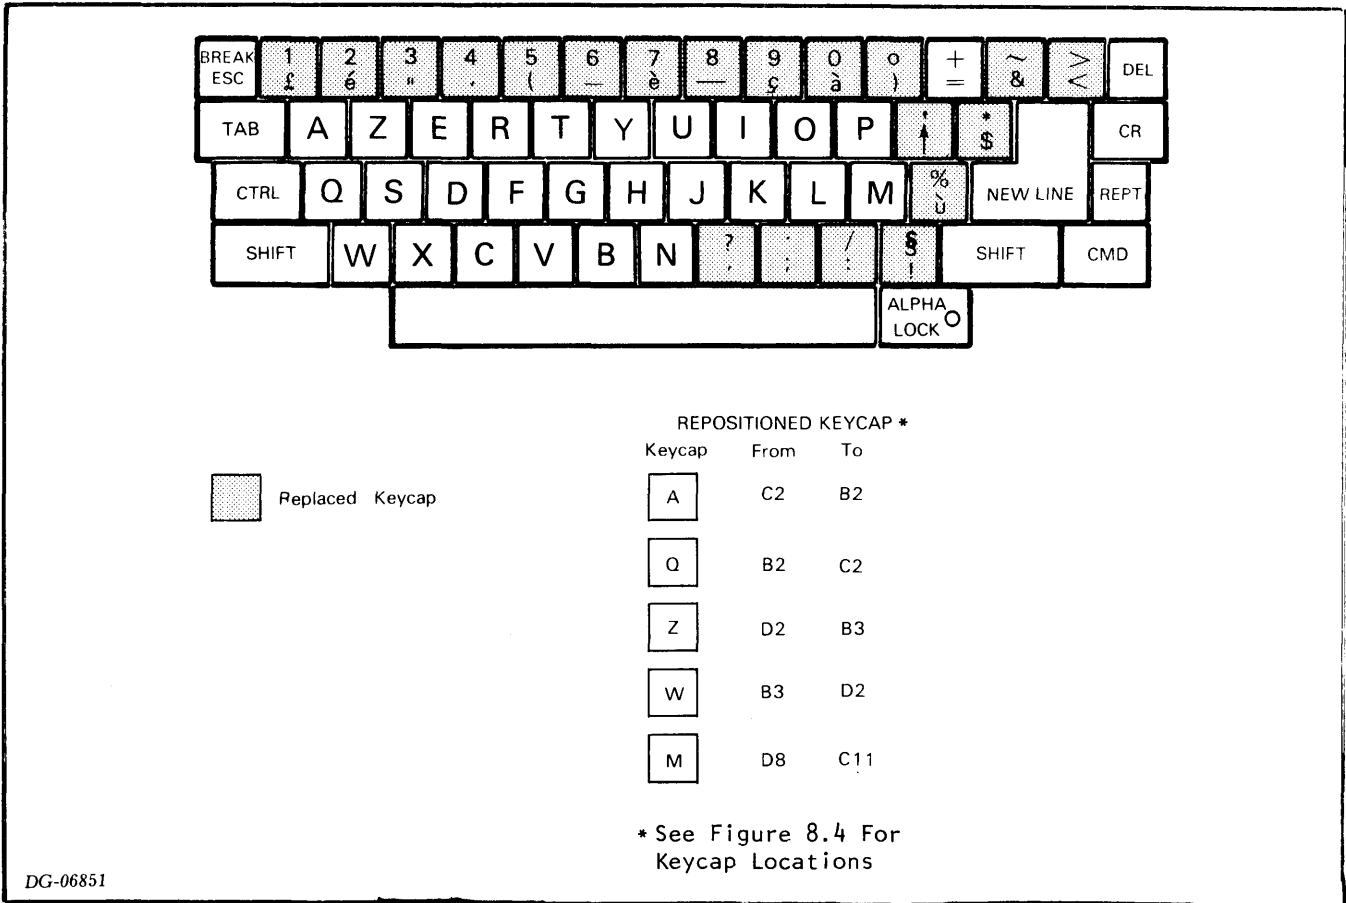 BREAK 1 2 3 4 5 6 7 8 9 0 o + ~ > DEL
ESC £ é " ' ( _ è — ç à ) = & <
TAB A Z E R T Y U I O P ↑ * $ CR
CTRL Q S D F G H J K L M % ù NEW LINE REPT
SHIFT W X C V B N ? , . ; / : § ! SHIFT CMD
ALPHA
LOCK
REPOSITIONED KEYCAP *
Keycap From To
Replaced Keycap
A C2 B2
Q B2 C2
Z D2 B3
W B3 D2
M D8 C11
* See Figure 8.4 For
Keycap Locations
DG-06851